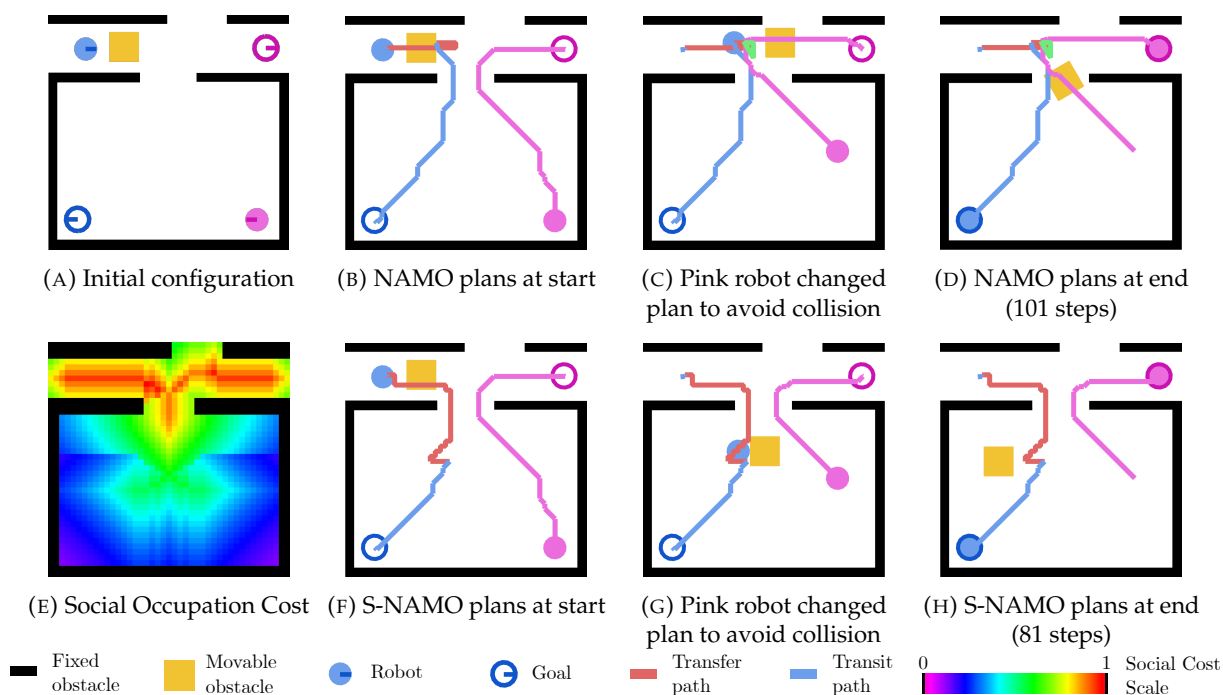 (A) Initial configuration
(B) NAMO plans at start
(C) Pink robot changed
plan to avoid collision
(D) NAMO plans at end
(101 steps)
(E) Social Occupation Cost
(F) S-NAMO plans at start
(G) Pink robot changed
plan to avoid collision
(H) S-NAMO plans at end
(81 steps)
Fixed
obstacle
Movable
obstacle
Robot
Goal
Transfer
path
Transit
path
0 1
Social Cost
Scale